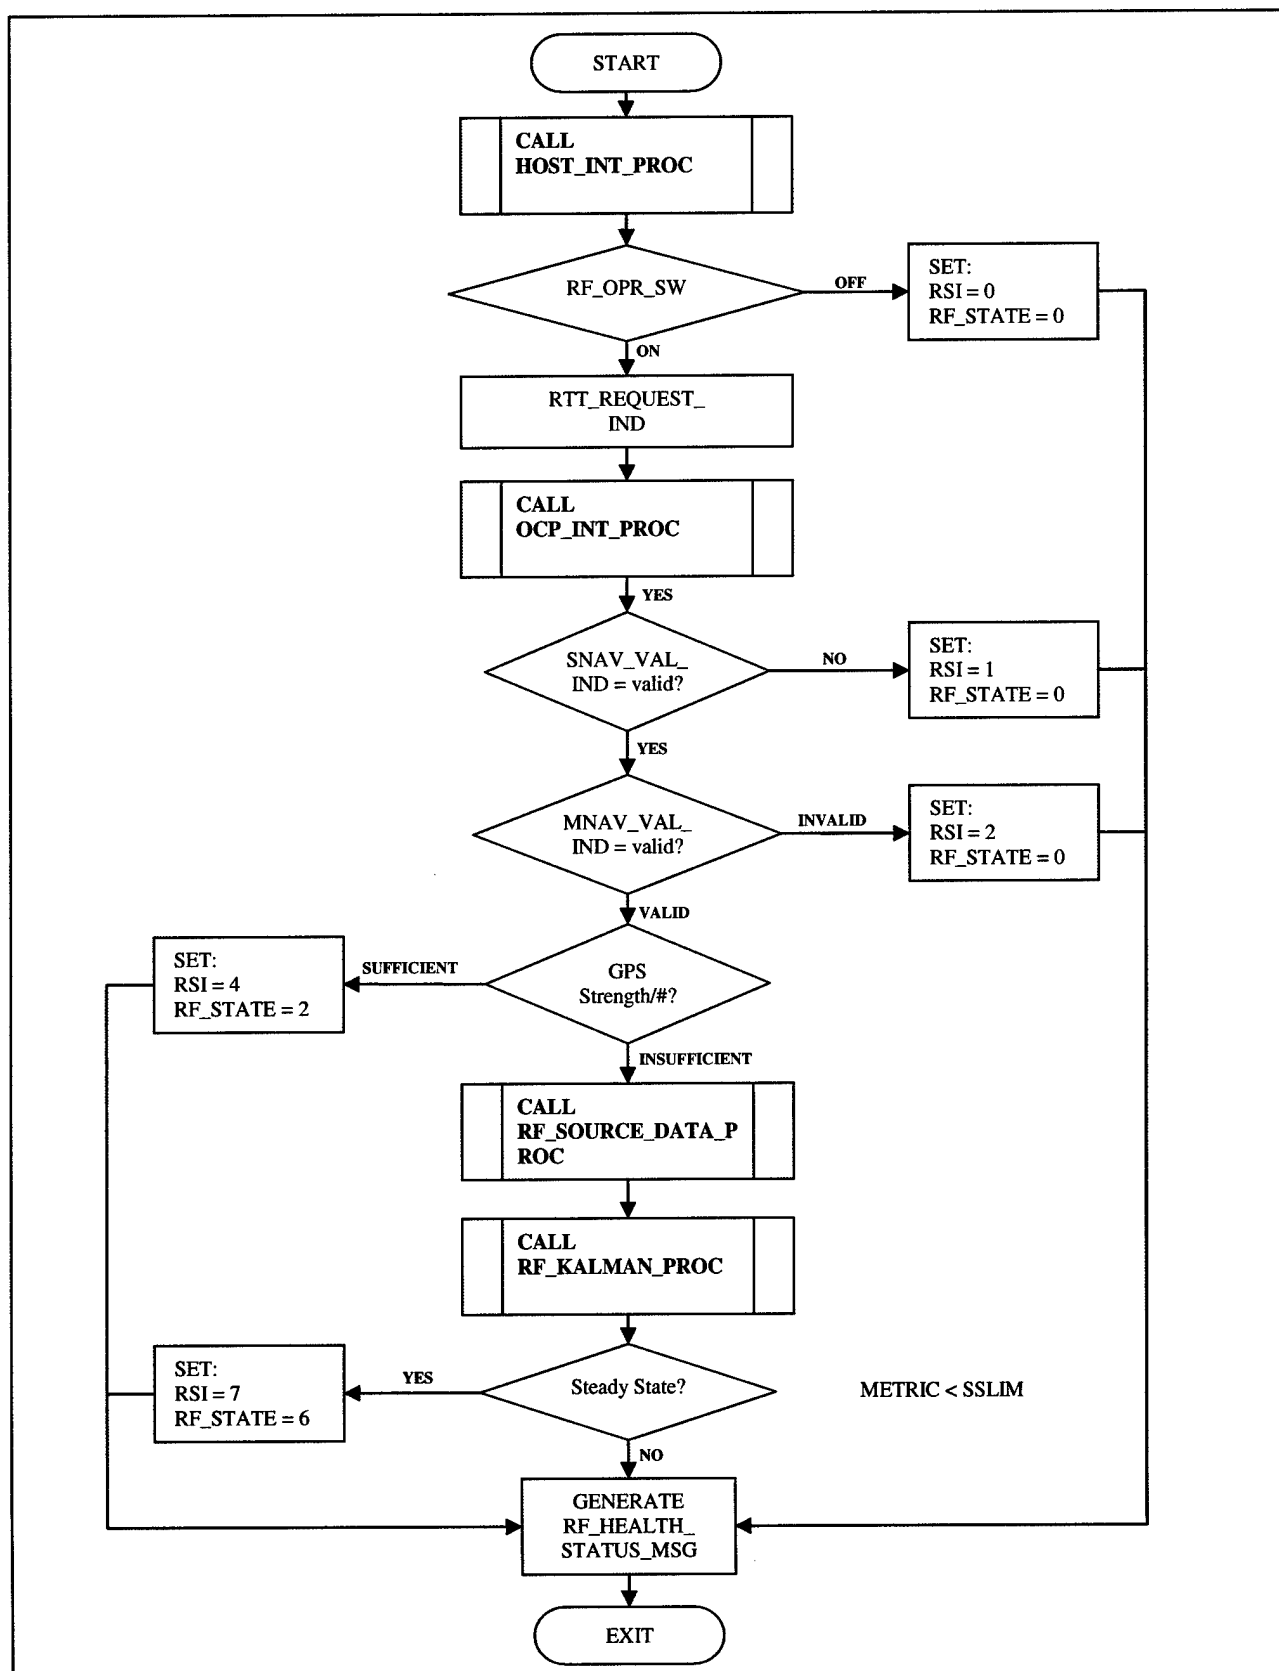 START
CALL
HOST_INT_PROC
RF_OPR_SW
OFF
SET:
RSI = 0
RF_STATE = 0
ON
RTT_REQUEST_
IND
CALL
OCP_INT_PROC
YES
SNAV_VAL_
IND = valid?
NO
SET:
RSI = 1
RF_STATE = 0
YES
MNAV_VAL_
IND = valid?
INVALID
SET:
RSI = 2
RF_STATE = 0
VALID
GPS
Strength/#?
SUFFICIENT
SET:
RSI = 4
RF_STATE = 2
INSUFFICIENT
CALL
RF_SOURCE_DATA_P
ROC
CALL
RF_KALMAN_PROC
Steady State?
METRIC < SSLIM
YES
SET:
RSI = 7
RF_STATE = 6
NO
GENERATE
RF_HEALTH_
STATUS_MSG
EXIT